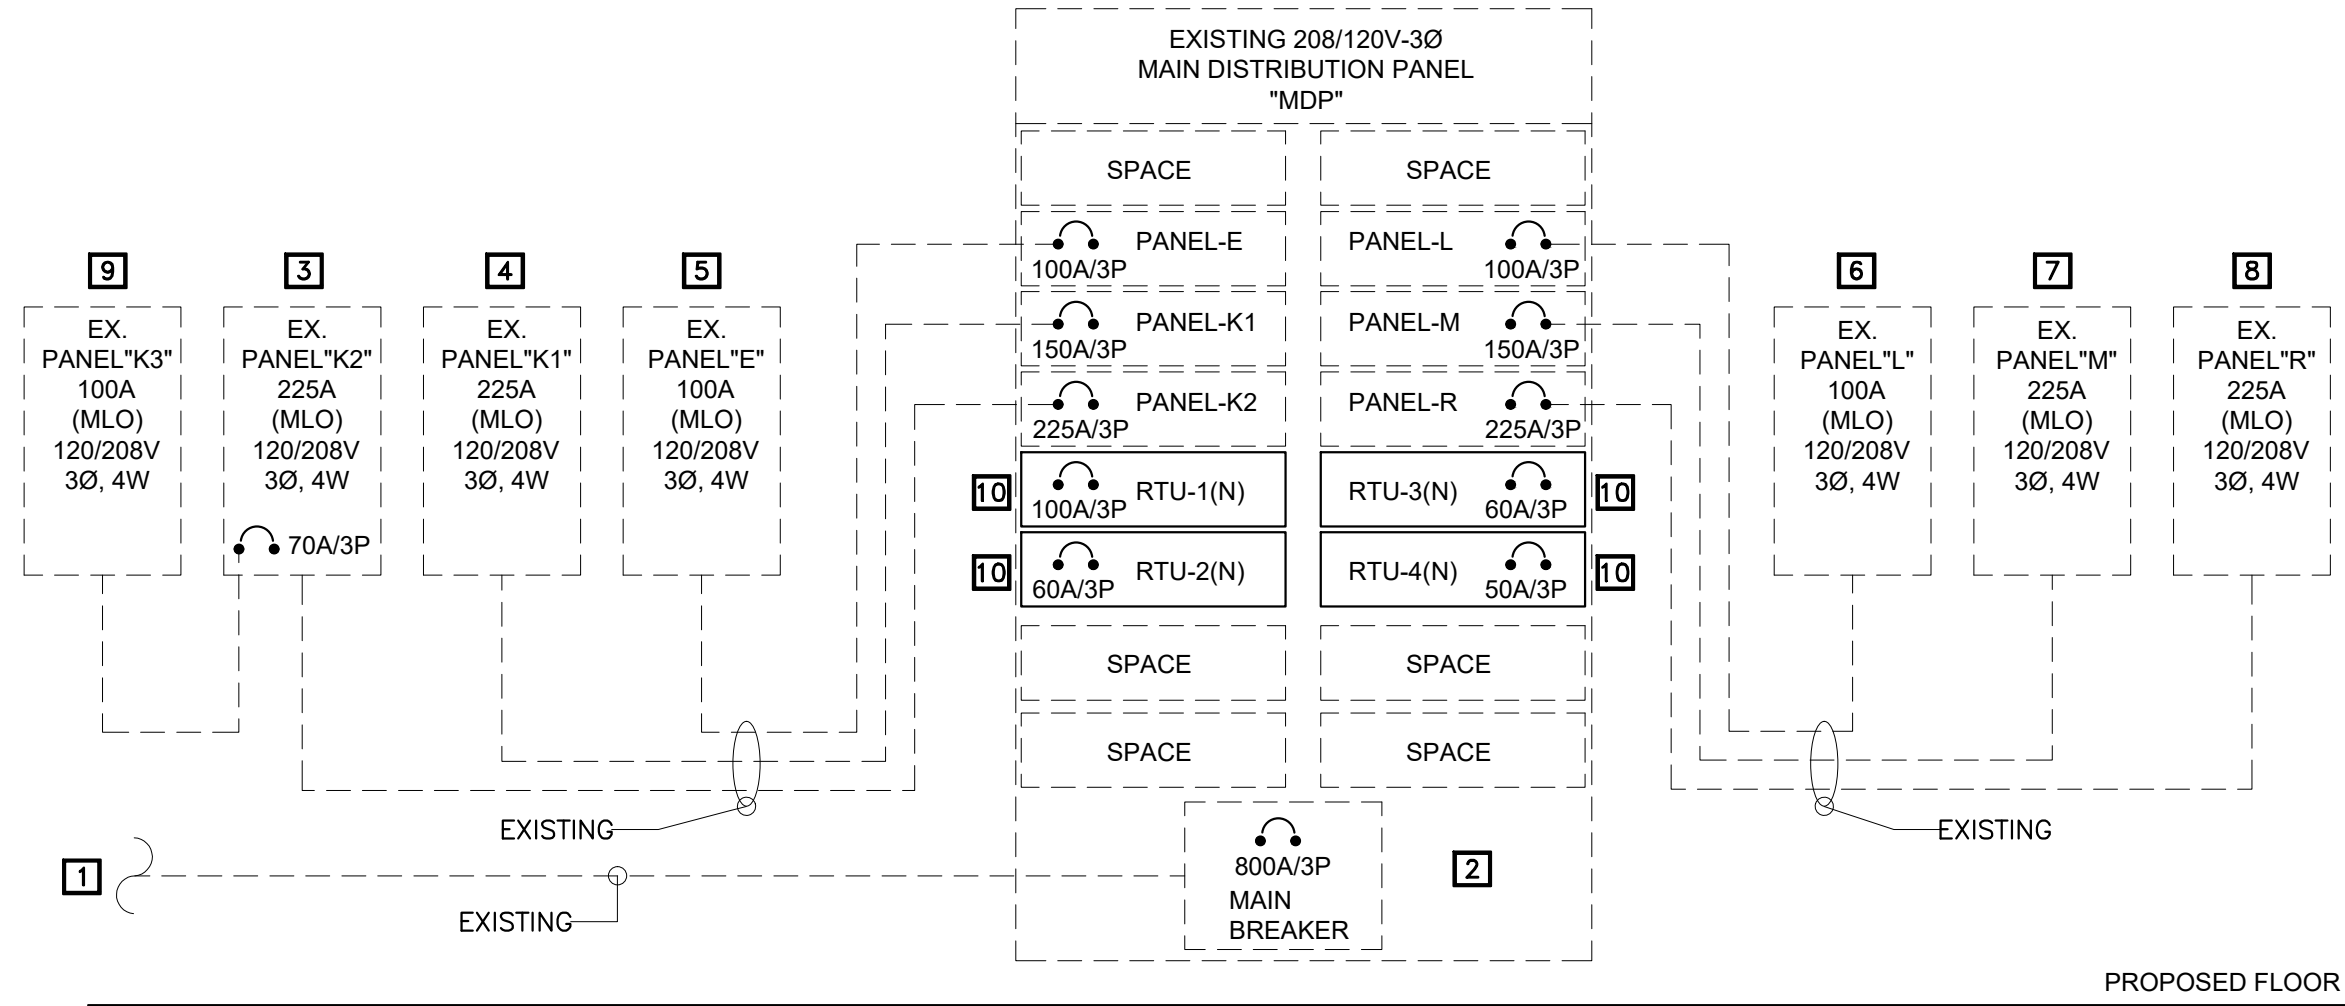 EXISTING 208/120V-3Ø
MAIN DISTRIBUTION PANEL
"MDP"
SPACE
SPACE
PANEL-E
100A/3P
PANEL-L
100A/3P
PANEL-K1
150A/3P
PANEL-M
150A/3P
PANEL-K2
225A/3P
PANEL-R
225A/3P
10
RTU-1(N)
100A/3P
RTU-3(N)
60A/3P
10
10
RTU-2(N)
60A/3P
RTU-4(N)
50A/3P
10
SPACE
SPACE
SPACE
SPACE
800A/3P
MAIN
BREAKER
2
9
EX.
PANEL"K3"
100A
(MLO)
120/208V
3Ø, 4W
3
EX.
PANEL"K2"
225A
(MLO)
120/208V
3Ø, 4W
70A/3P
4
EX.
PANEL"K1"
225A
(MLO)
120/208V
3Ø, 4W
5
EX.
PANEL"E"
100A
(MLO)
120/208V
3Ø, 4W
6
EX.
PANEL"L"
100A
(MLO)
120/208V
3Ø, 4W
7
EX.
PANEL"M"
225A
(MLO)
120/208V
3Ø, 4W
8
EX.
PANEL"R"
225A
(MLO)
120/208V
3Ø, 4W
EXISTING
EXISTING
1
EXISTING
PROPOSED FLOOR